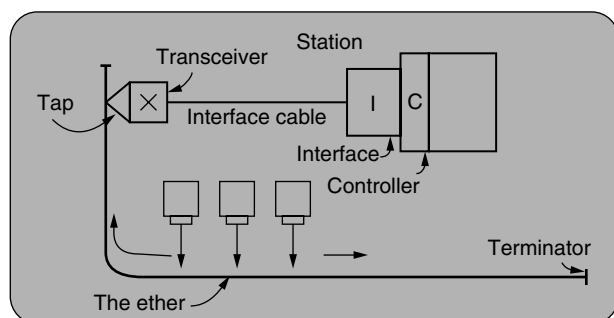 Station
Transceiver
Tap
Interface cable
I
C
Interface
Controller
Terminator
The ether